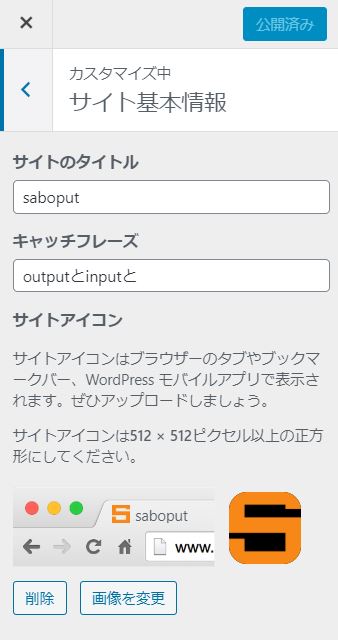 × 公開済み
カスタマイズ中
サイト基本情報
サイトのタイトル
saboput
キャッチフレーズ
outputとinputと
サイトアイコン
サイトアイコンはブラウザーのタブやブックマ
ークバー、WordPress モバイルアプリで表示さ
れます。ぜひアップロードしましょう。
サイトアイコンは512 × 512ピクセル以上の正方
形にしてください。
saboput
www.
削除 画像を変更